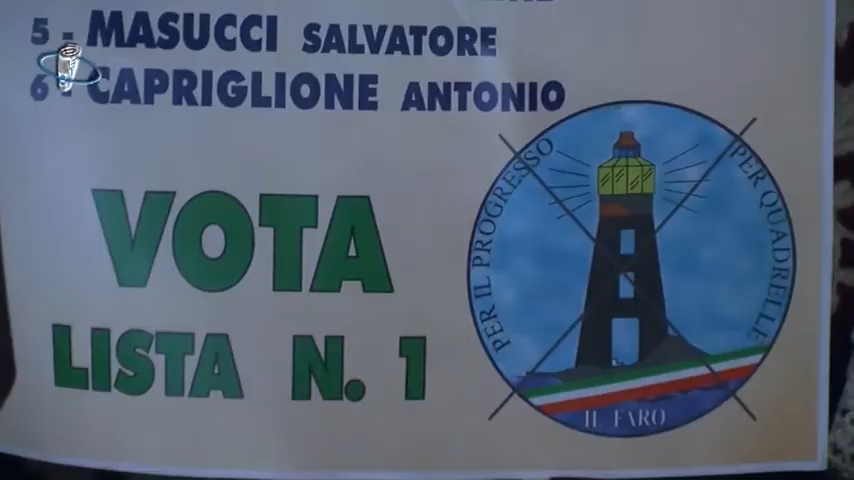 5 - MASUCCI SALVATORE
6 - CAPRIGLIONE ANTONIO
VOTA
LISTA N. 1
PER IL PROGRESSO
PER QUADRELLE
IL FARO